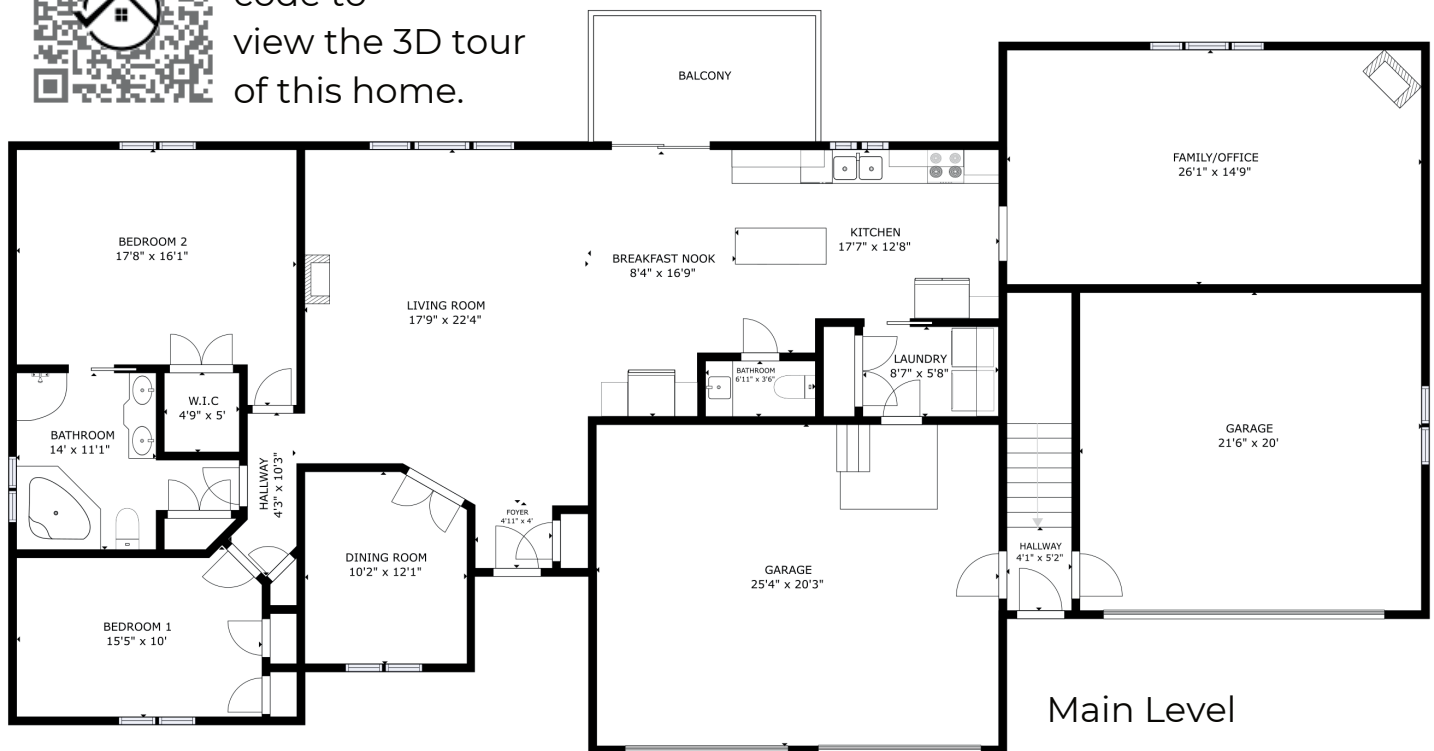 code to
view the 3D tour
of this home.
BALCONY
FAMILY/OFFICE
26'1" x 14'9"
BEDROOM 2
17'8" x 16'1"
LIVING ROOM
17'9" x 22'4"
BREAKFAST NOOK
8'4" x 16'9"
KITCHEN
17'7" x 12'8"
BATHROOM
6'11" x 3'6"
LAUNDRY
8'7" x 5'8"
W.I.C
4'9" x 5'
BATHROOM
14' x 11'1"
HALLWAY
4'3" x 10'3"
GARAGE
21'6" x 20'
FOYER
4'11" x 4'
DINING ROOM
10'2" x 12'1"
HALLWAY
4'1" x 5'2"
GARAGE
25'4" x 20'3"
BEDROOM 1
15'5" x 10'
Main Level